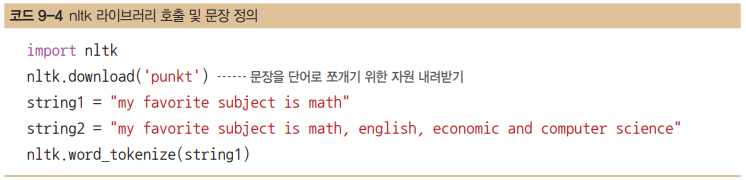 코드 9-4 nltk 라이브러리 호출 및 문장 정의
import nltk
nltk.download('punkt') ------ 문장을 단어로 쪼개기 위한 자원 내려받기
string1 = "my favorite subject is math"
string2 = "my favorite subject is math, english, economic and computer science"
nltk.word_tokenize(string1)